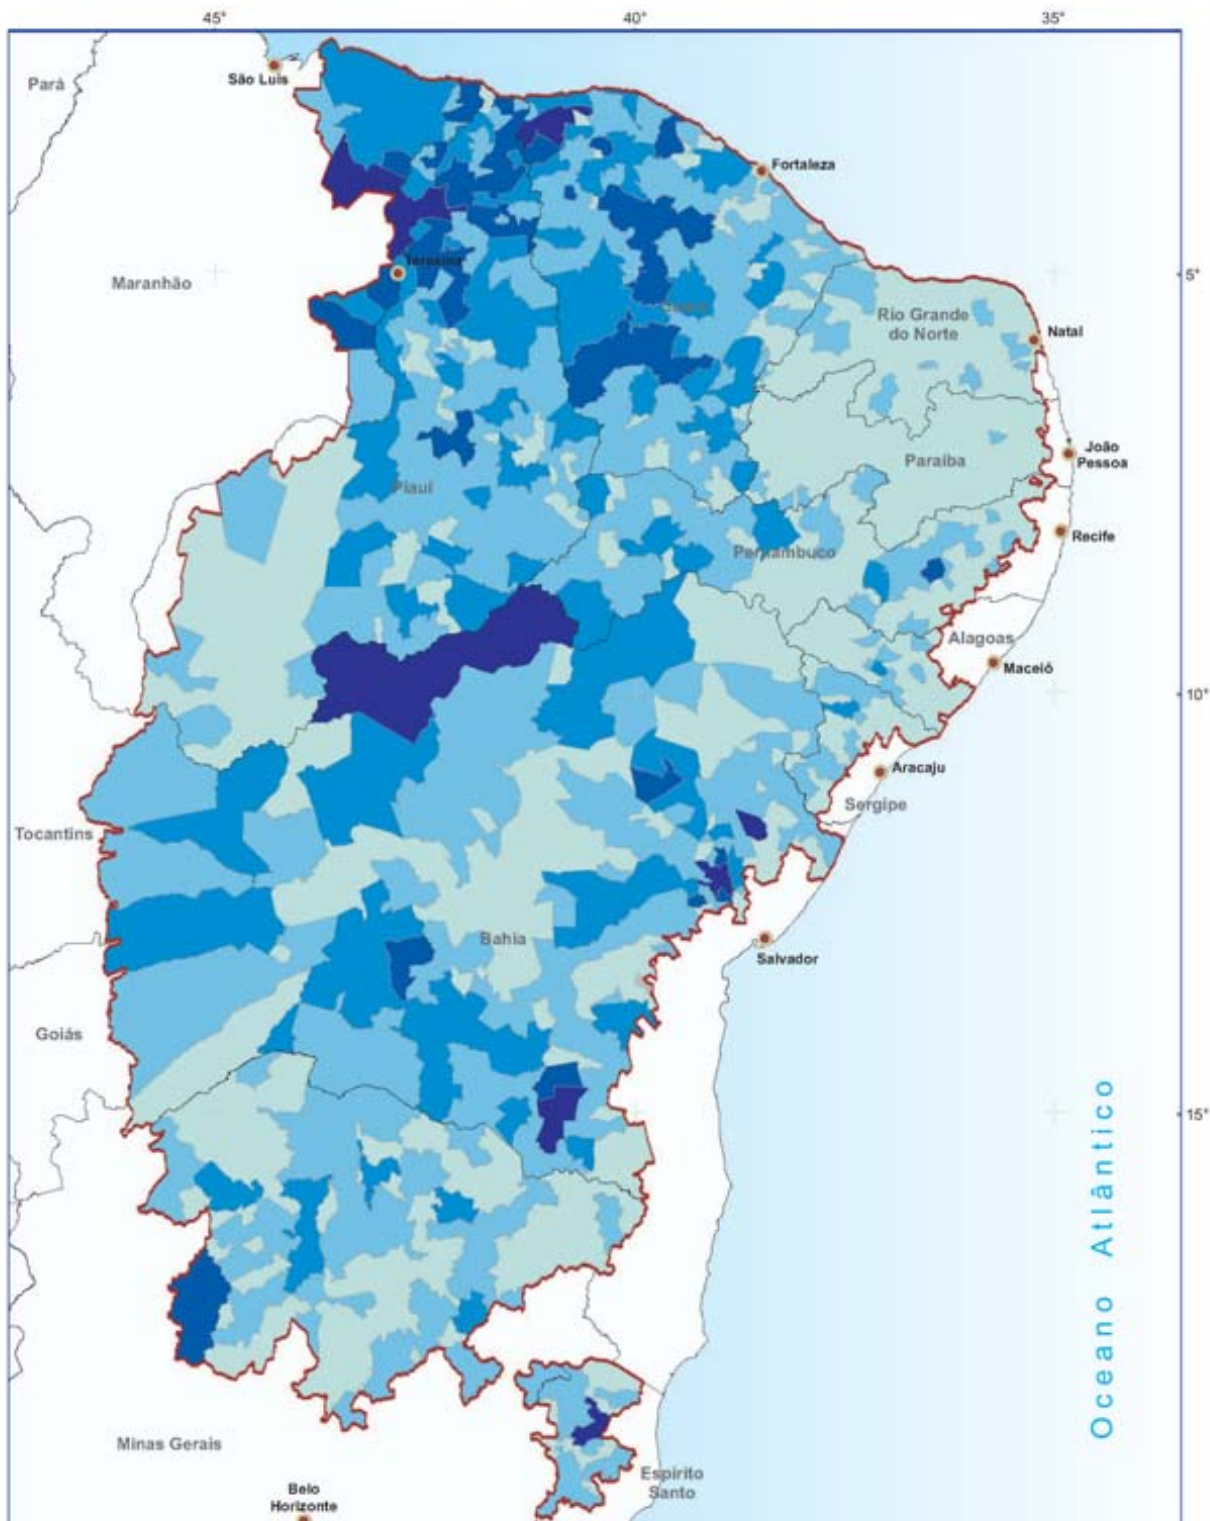 45°
40°
35°
Pará
São Luis
Fortaleza
Teresina
Maranhão
5°
Ceará
Rio Grande
do Norte
Natal
João
Pessoa
Paraíba
Piauí
Recife
Pernambuco
Alagoas
Maceió
10°
Aracaju
Sergipe
Tocantins
Bahia
Salvador
Goiás
Oceano Atlântico
15°
Minas Gerais
Espírito
Santo
Belo
Horizonte